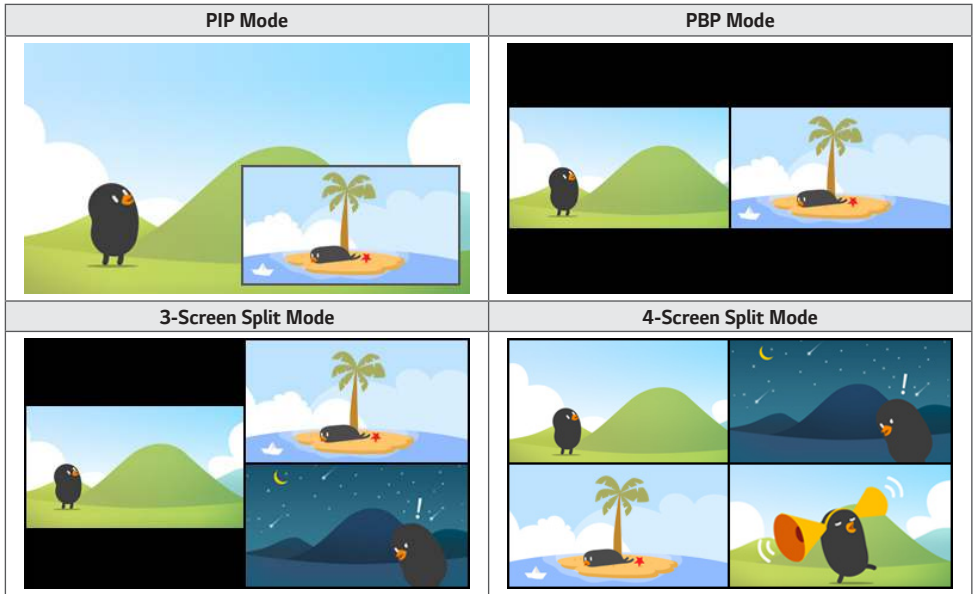 PIP Mode
PBP Mode
3-Screen Split Mode
4-Screen Split Mode
!
!